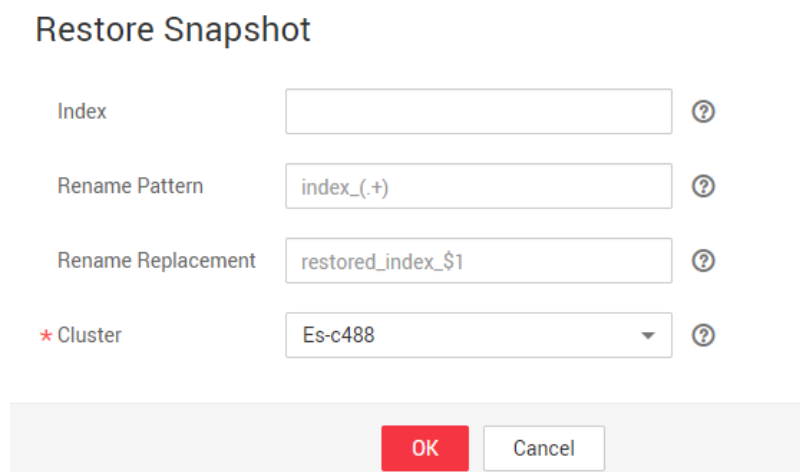 Restore Snapshot
Index
Rename Pattern index_(.+)
Rename Replacement restored_index_$1
* Cluster Es-c488
OK Cancel